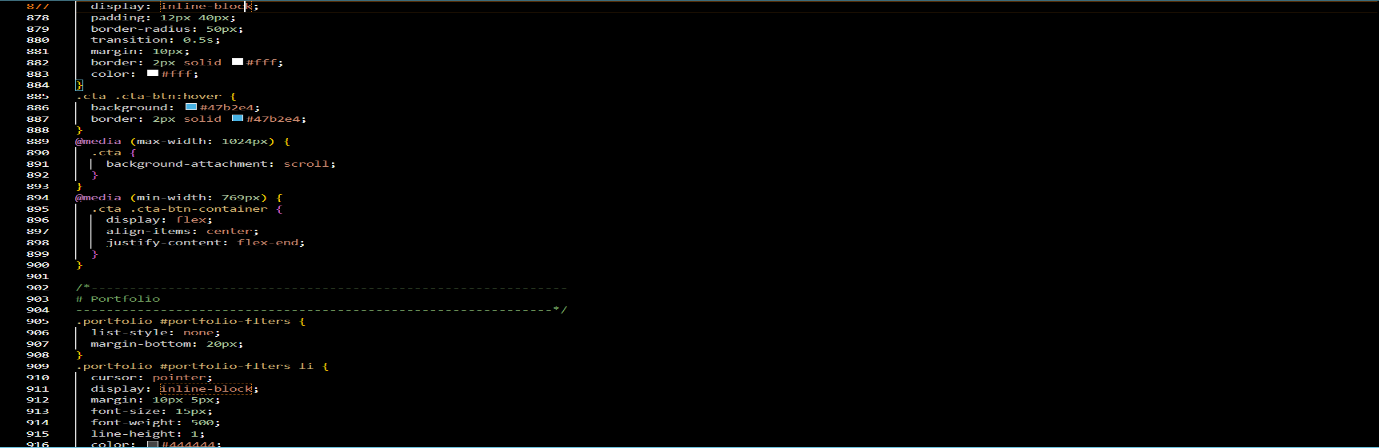 877 display: inline-block;
878 padding: 12px 40px;
879 border-radius: 50px;
880 transition: 0.5s;
881 margin: 10px;
882 border: 2px solid #fff;
883 color: #fff;
884 }
885 .cta .cta-btn:hover {
886 background: #47b2e4;
887 border: 2px solid #47b2e4;
888 }
889 @media (max-width: 1024px) {
890 .cta {
891 background-attachment: scroll;
892 }
893 }
894 @media (min-width: 769px) {
895 .cta .cta-btn-container {
896 display: flex;
897 align-items: center;
898 justify-content: flex-end;
899 }
900 }
901
902 /*--------------------------------------------------------------
903 # Portfolio
904 --------------------------------------------------------------*/
905 .portfolio #portfolio-flters {
906 list-style: none;
907 margin-bottom: 20px;
908 }
909 .portfolio #portfolio-flters li {
910 cursor: pointer;
911 display: inline-block;
912 margin: 10px 5px;
913 font-size: 15px;
914 font-weight: 500;
915 line-height: 1;
916 color: #444444;